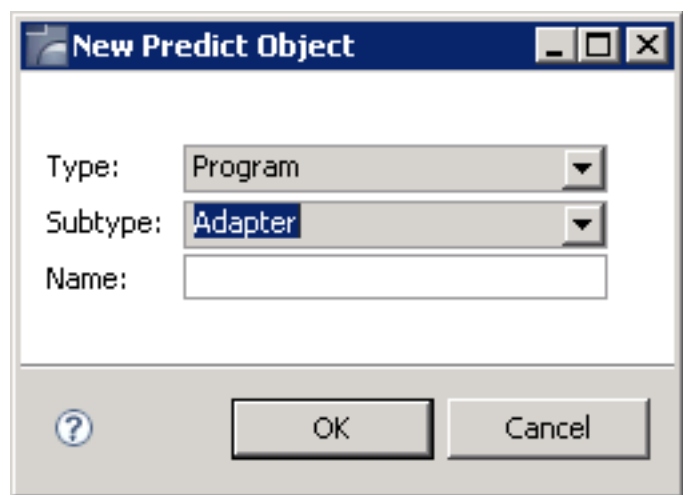 New Predict Object
Type: Program
Subtype: Adapter
Name:
? OK Cancel